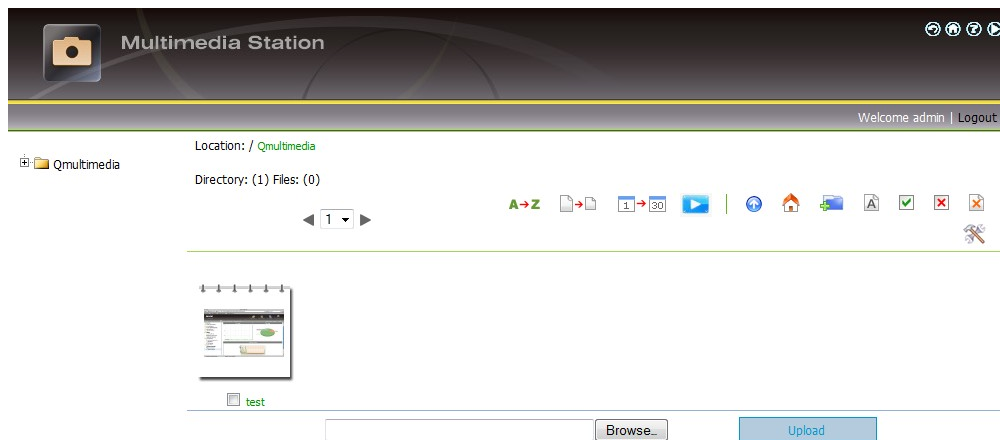 Multimedia Station
Welcome admin | Logout
Location: / Qmultimedia
Qmultimedia
Directory: (1) Files: (0)
A→Z 1→30 A
1
test
Browse... Upload